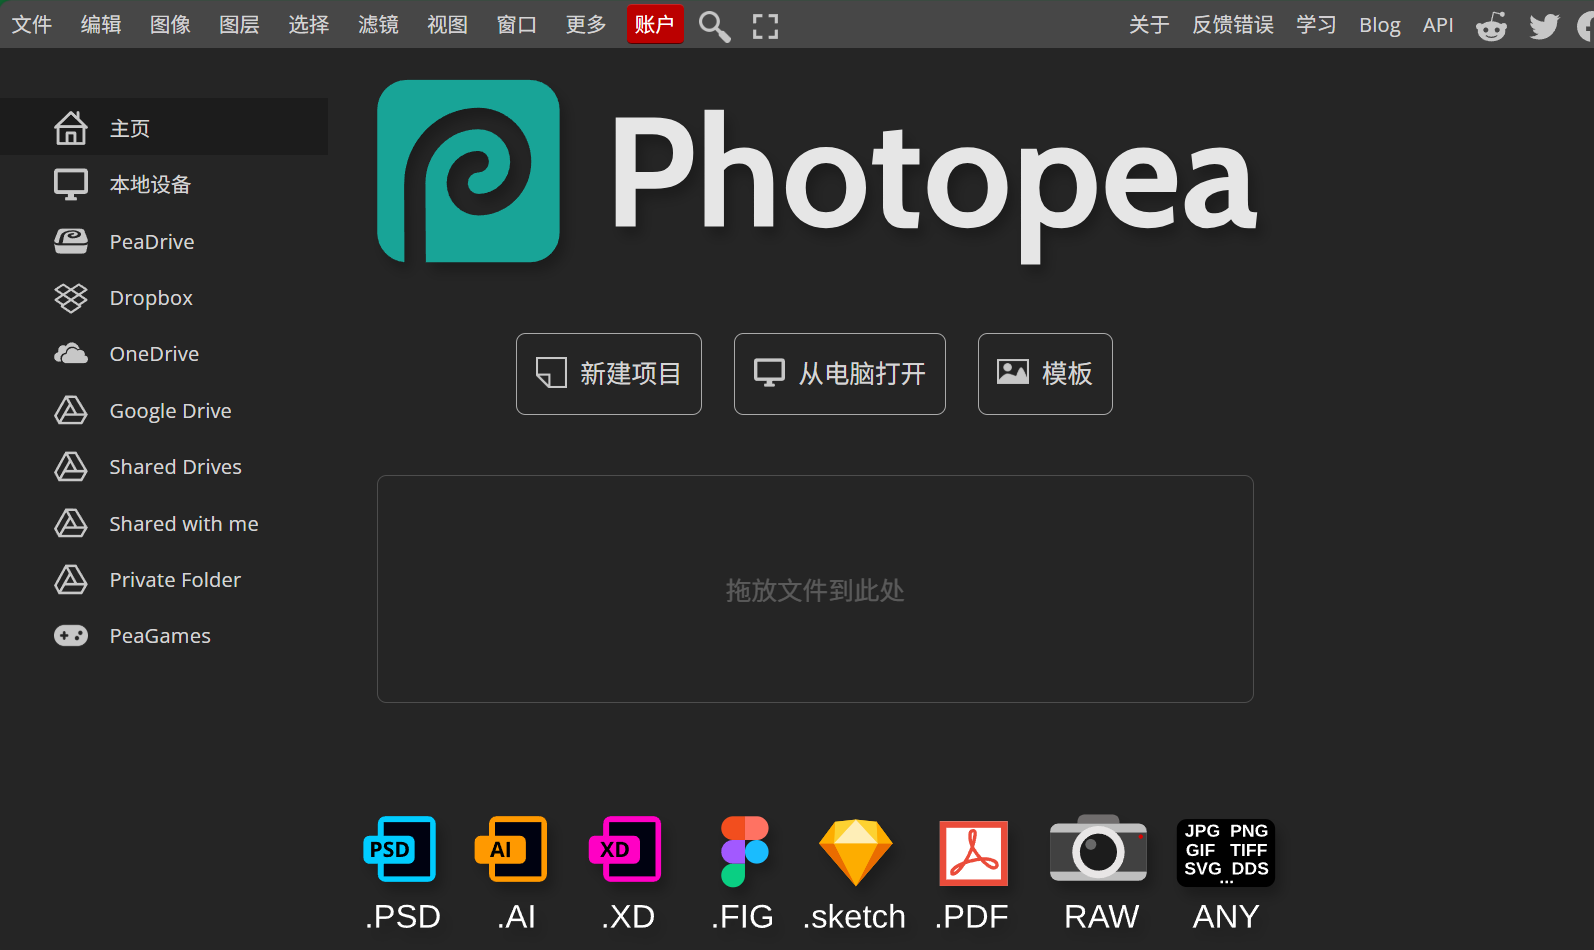 文件 编辑 图像 图层 选择 滤镜 视图 窗口 更多 账户 关于 反馈错误 学习 Blog API
主页
本地设备
PeaDrive
Dropbox
OneDrive
Google Drive
Shared Drives
Shared with me
Private Folder
PeaGames
Photopea
新建项目 从电脑打开 模板
拖放文件到此处
PSD AI XD
JPG PNG
GIF TIFF
SVG DDS
...
.PSD .AI .XD .FIG .sketch .PDF RAW ANY